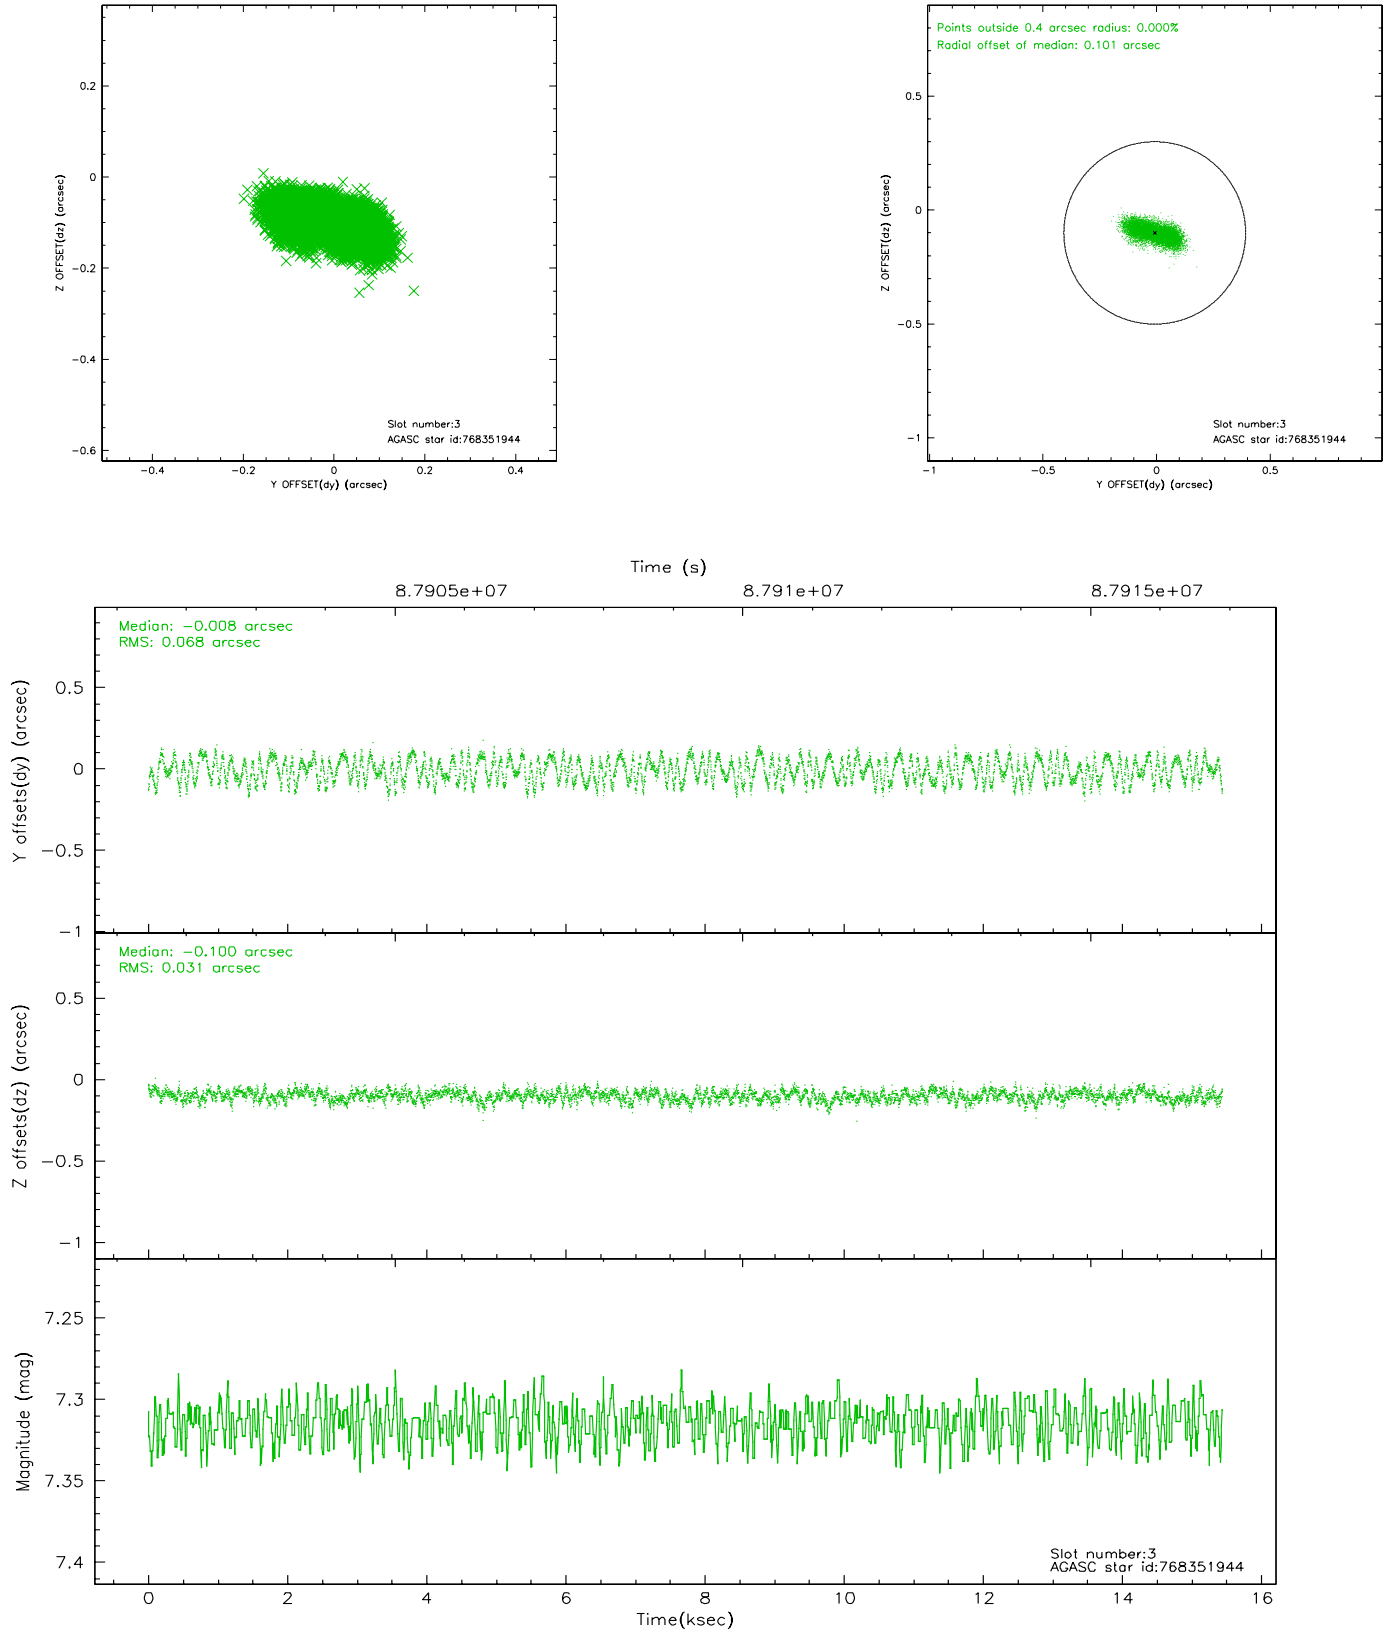 0.2
0
−0.2
−0.4
−0.6
Z OFFSET(dz) (arcsec)
Slot number:3
AGASC star id:768351944
−0.4
−0.2
0
0.2
0.4
Y OFFSET(dy) (arcsec)
Points outside 0.4 arcsec radius: 0.000%
Radial offset of median: 0.101 arcsec
0.5
0
−0.5
−1
Z OFFSET(dz) (arcsec)
Slot number:3
AGASC star id:768351944
−1
−0.5
0
0.5
Y OFFSET(dy) (arcsec)
Time (s)
8.7905e+07
8.791e+07
8.7915e+07
Median: −0.008 arcsec
RMS: 0.068 arcsec
0.5
0
−0.5
−1
Y offsets(dy) (arcsec)
Median: −0.100 arcsec
RMS: 0.031 arcsec
0.5
0
−0.5
−1
Z offsets(dz) (arcsec)
7.25
7.3
7.35
7.4
Magnitude (mag)
Slot number:3
AGASC star id:768351944
0
2
4
6
8
10
12
14
16
Time(ksec)